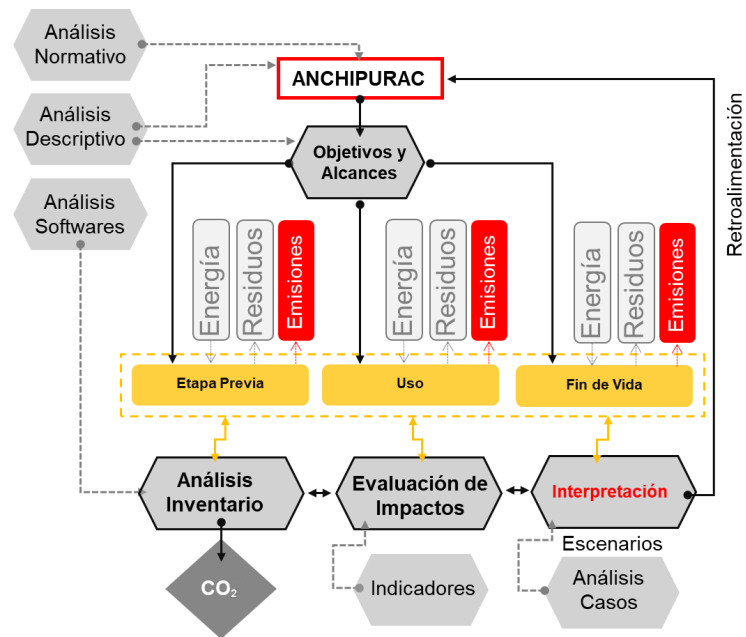 Análisis
Normativo
ANCHIPURAC
Análisis
Descriptivo
Objetivos y
Alcances
Análisis
Softwares
Retroalimentación
Energía
Residuos
Emisiones
Energía
Residuos
Emisiones
Energía
Residuos
Emisiones
Etapa Previa
Uso
Fin de Vida
Análisis
Inventario
Evaluación de
Impactos
Interpretación
Escenarios
CO₂
Indicadores
Análisis
Casos